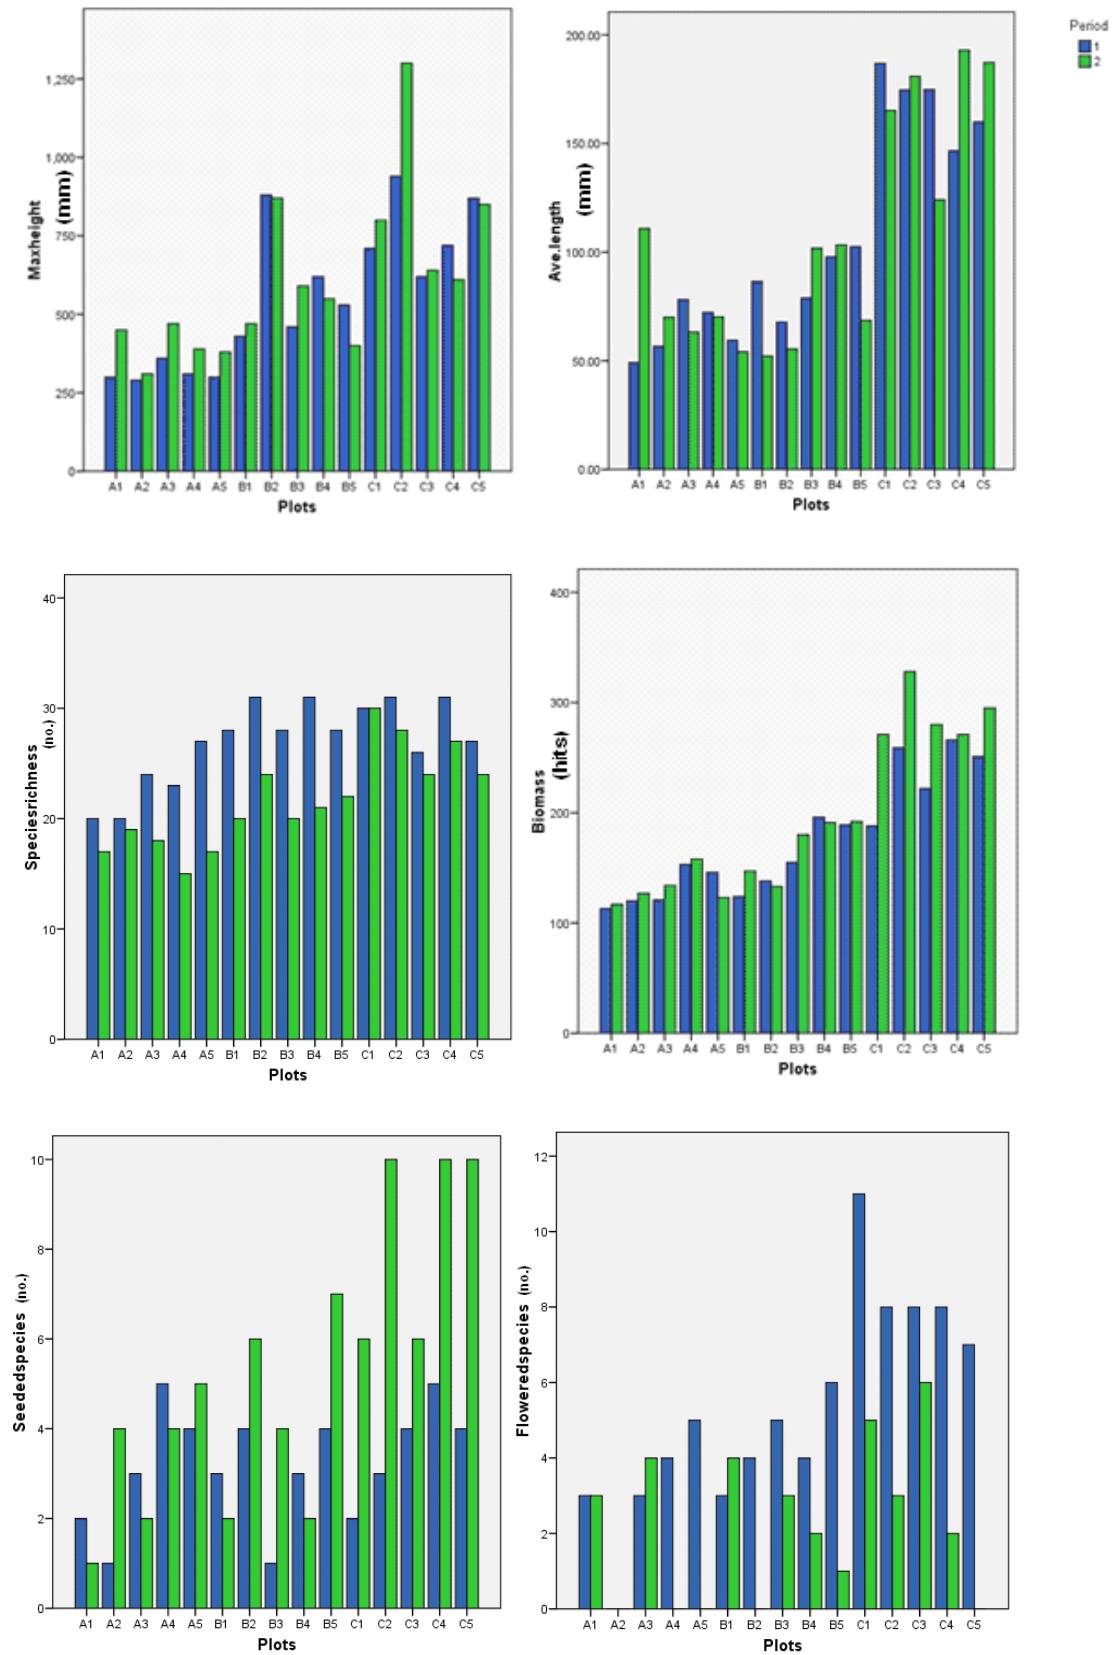 Period
1
2
1,250
1,000
750
500
250
0
Maxheight
(mm)
A1 A2 A3 A4 A5 B1 B2 B3 B4 B5 C1 C2 C3 C4 C5
Plots
200.00
150.00
100.00
50.00
0.00
Ave.length
(mm)
A1 A2 A3 A4 A5 B1 B2 B3 B4 B5 C1 C2 C3 C4 C5
Plots
40
30
20
10
0
Speciesrichness
(no.)
A1 A2 A3 A4 A5 B1 B2 B3 B4 B5 C1 C2 C3 C4 C5
Plots
400
300
200
100
0
Biomass
(hits)
A1 A2 A3 A4 A5 B1 B2 B3 B4 B5 C1 C2 C3 C4 C5
Plots
10
8
6
4
2
0
Seededspecies (no.)
A1 A2 A3 A4 A5 B1 B2 B3 B4 B5 C1 C2 C3 C4 C5
Plots
12
10
8
6
4
2
0
Floweredspecies (no.)
A1 A2 A3 A4 A5 B1 B2 B3 B4 B5 C1 C2 C3 C4 C5
Plots